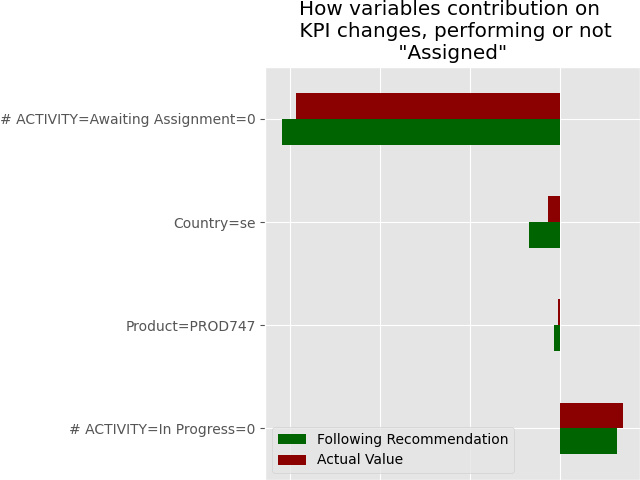 How variables contribution on
KPI changes, performing or not
"Assigned"
# ACTIVITY=Awaiting Assignment=0
Country=se
Product=PROD747
# ACTIVITY=In Progress=0
Following Recommendation
Actual Value